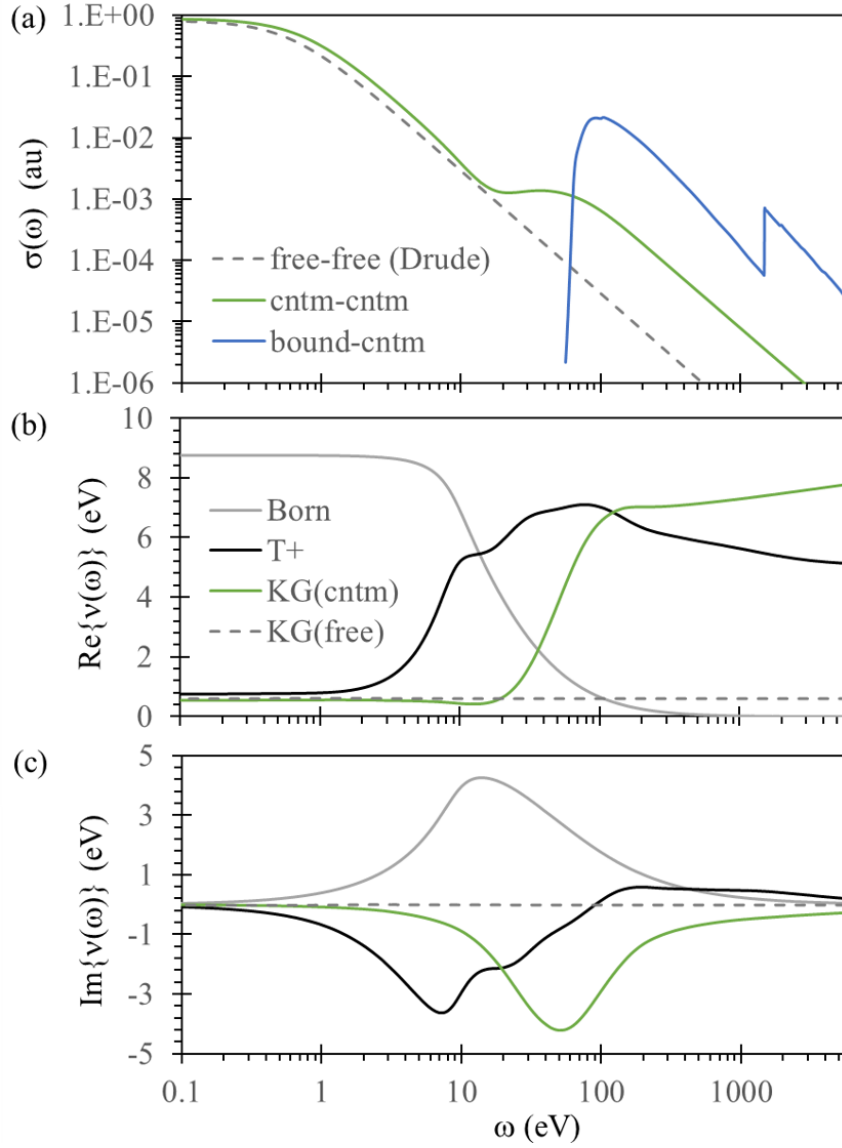 (a)
σ(ω) (au)
1.E+00
1.E-01
1.E-02
1.E-03
1.E-04
1.E-05
1.E-06
free-free (Drude)
cntm-cntm
bound-cntm
(b)
Re{ν(ω)} (eV)
10
8
6
4
2
0
Born
T+
KG(cntm)
KG(free)
(c)
Im{ν(ω)} (eV)
5
3
1
-1
-3
-5
0.1 1 10 100 1000
ω (eV)